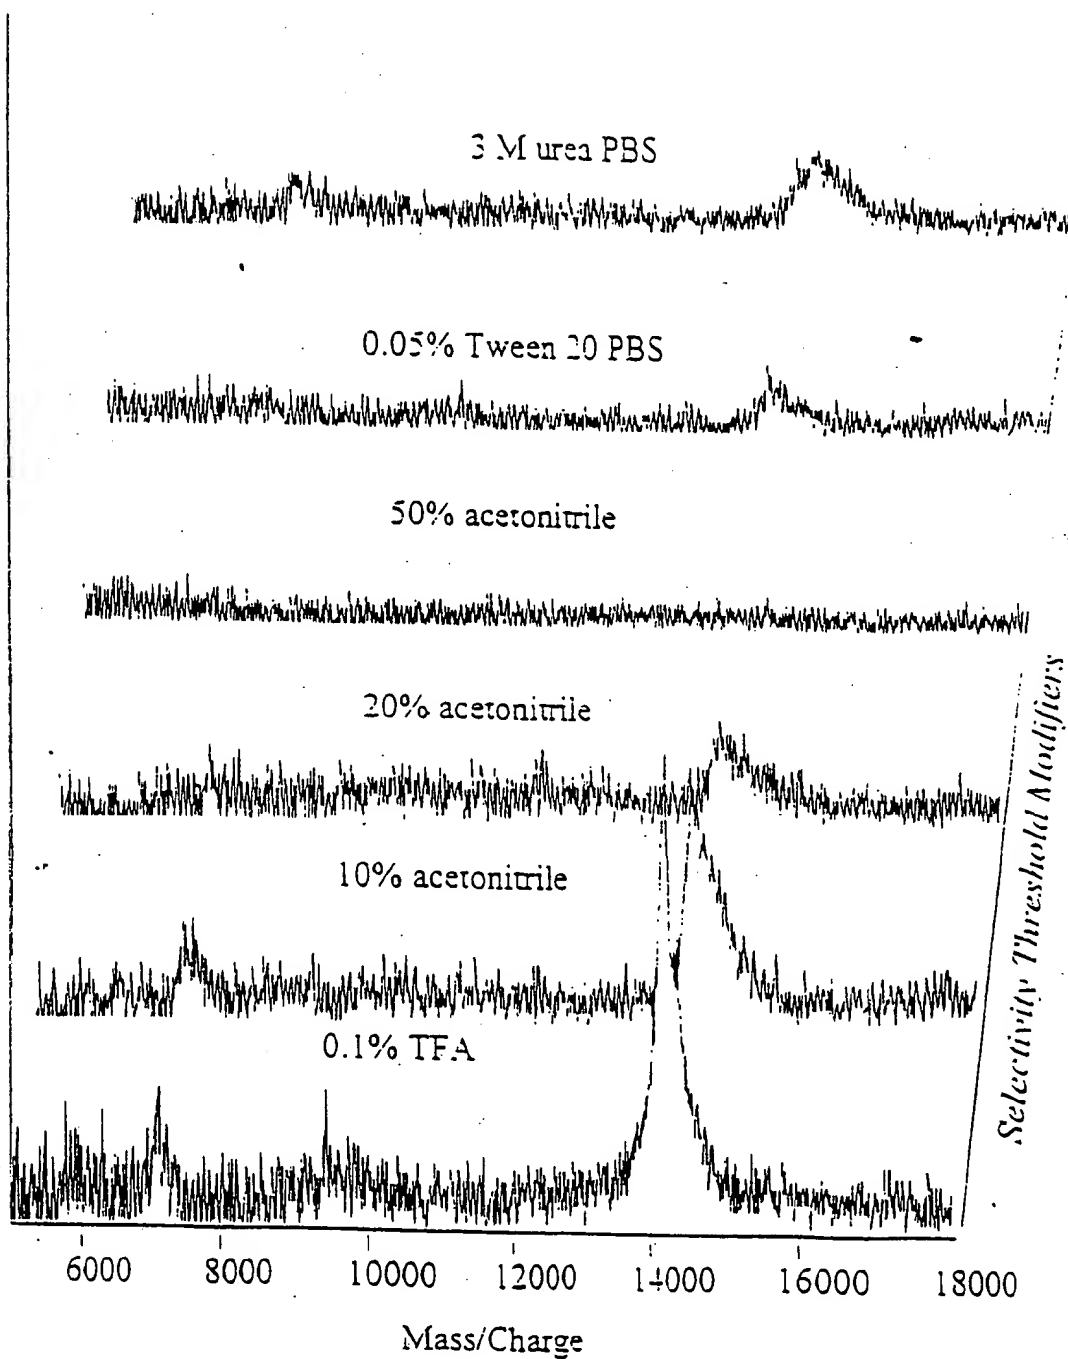 3 M urea PBS
0.05% Tween 20 PBS
50% acetonitrile
20% acetonitrile
10% acetonitrile
0.1% TFA
Selectivity Threshold Modifiers
6000 8000 10000 12000 14000 16000 18000
Mass/Charge